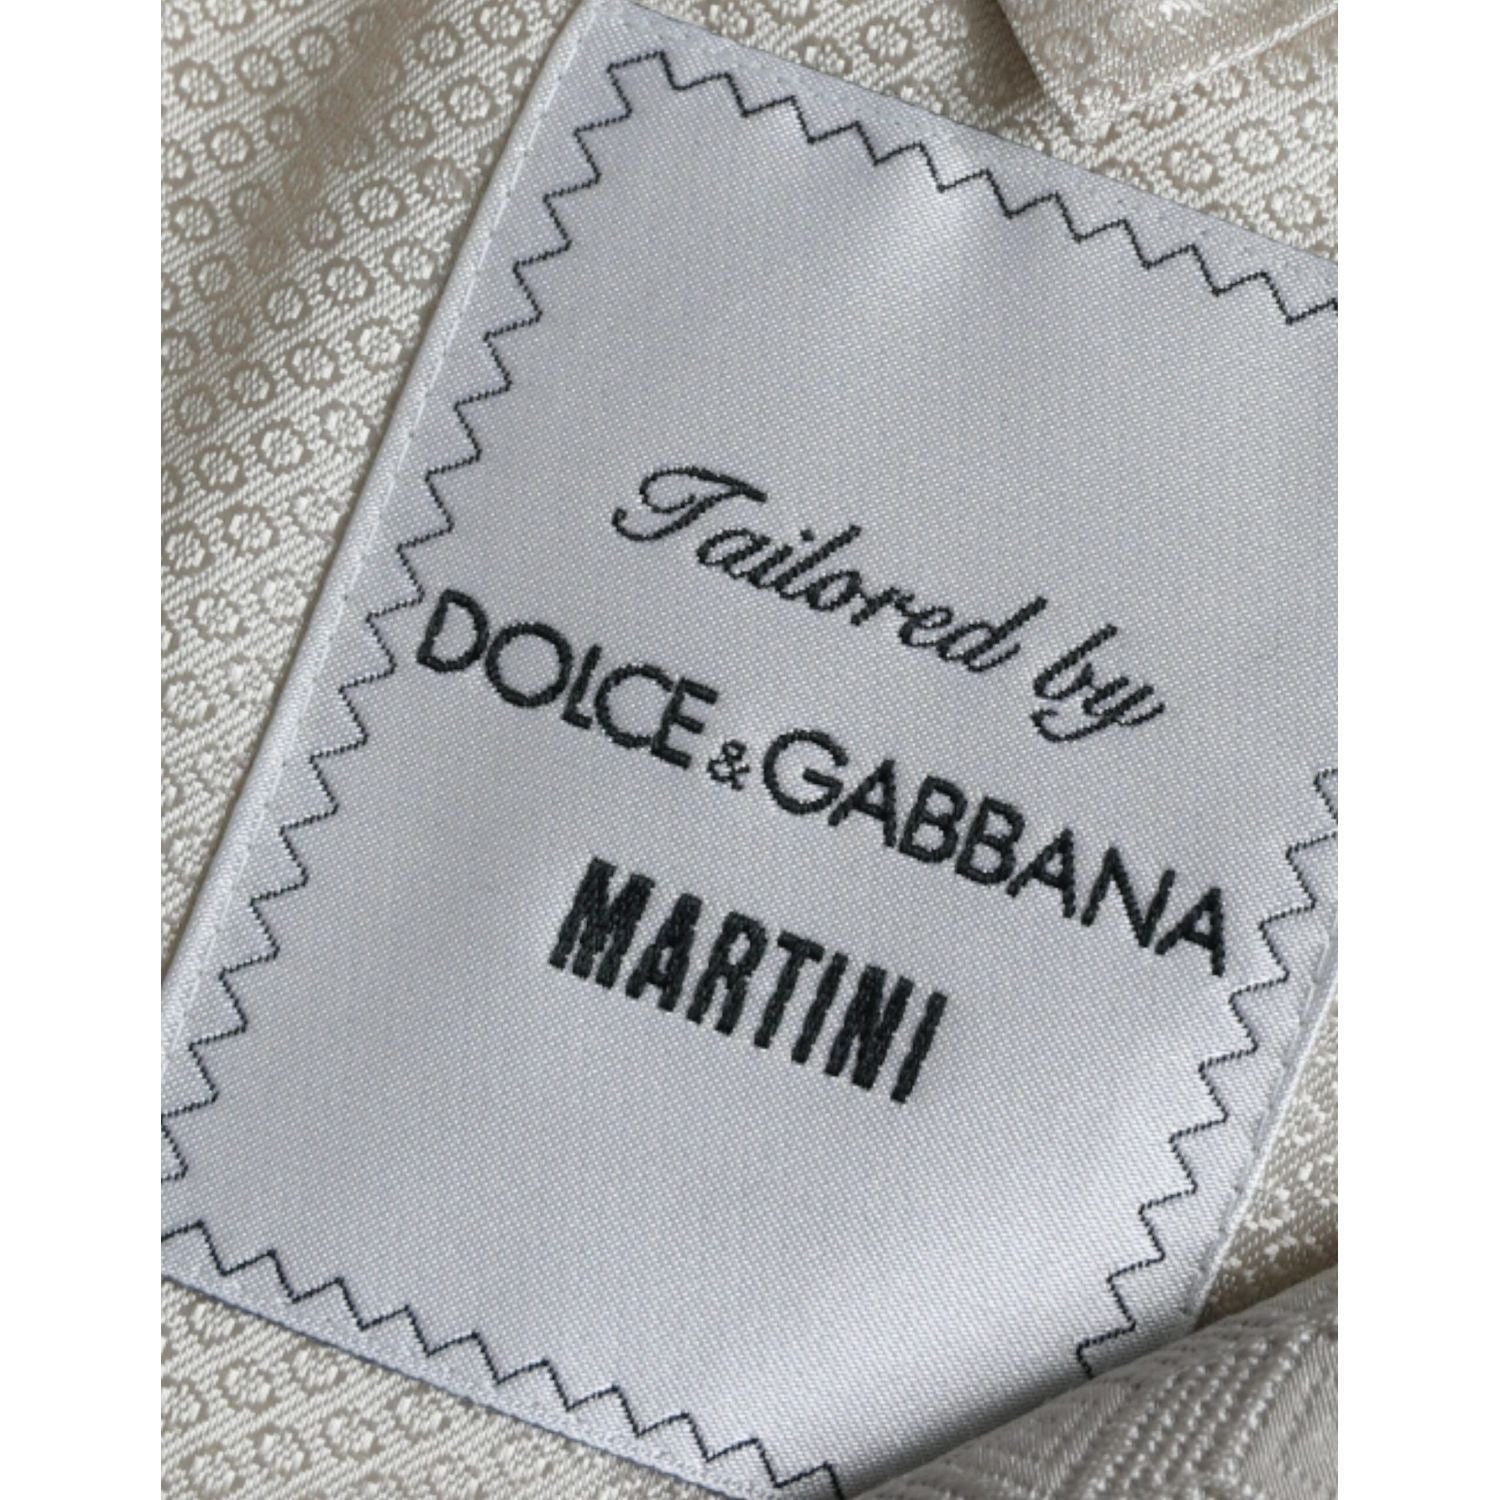 Tailored by
DOLCE & GABBANA
MARTINI